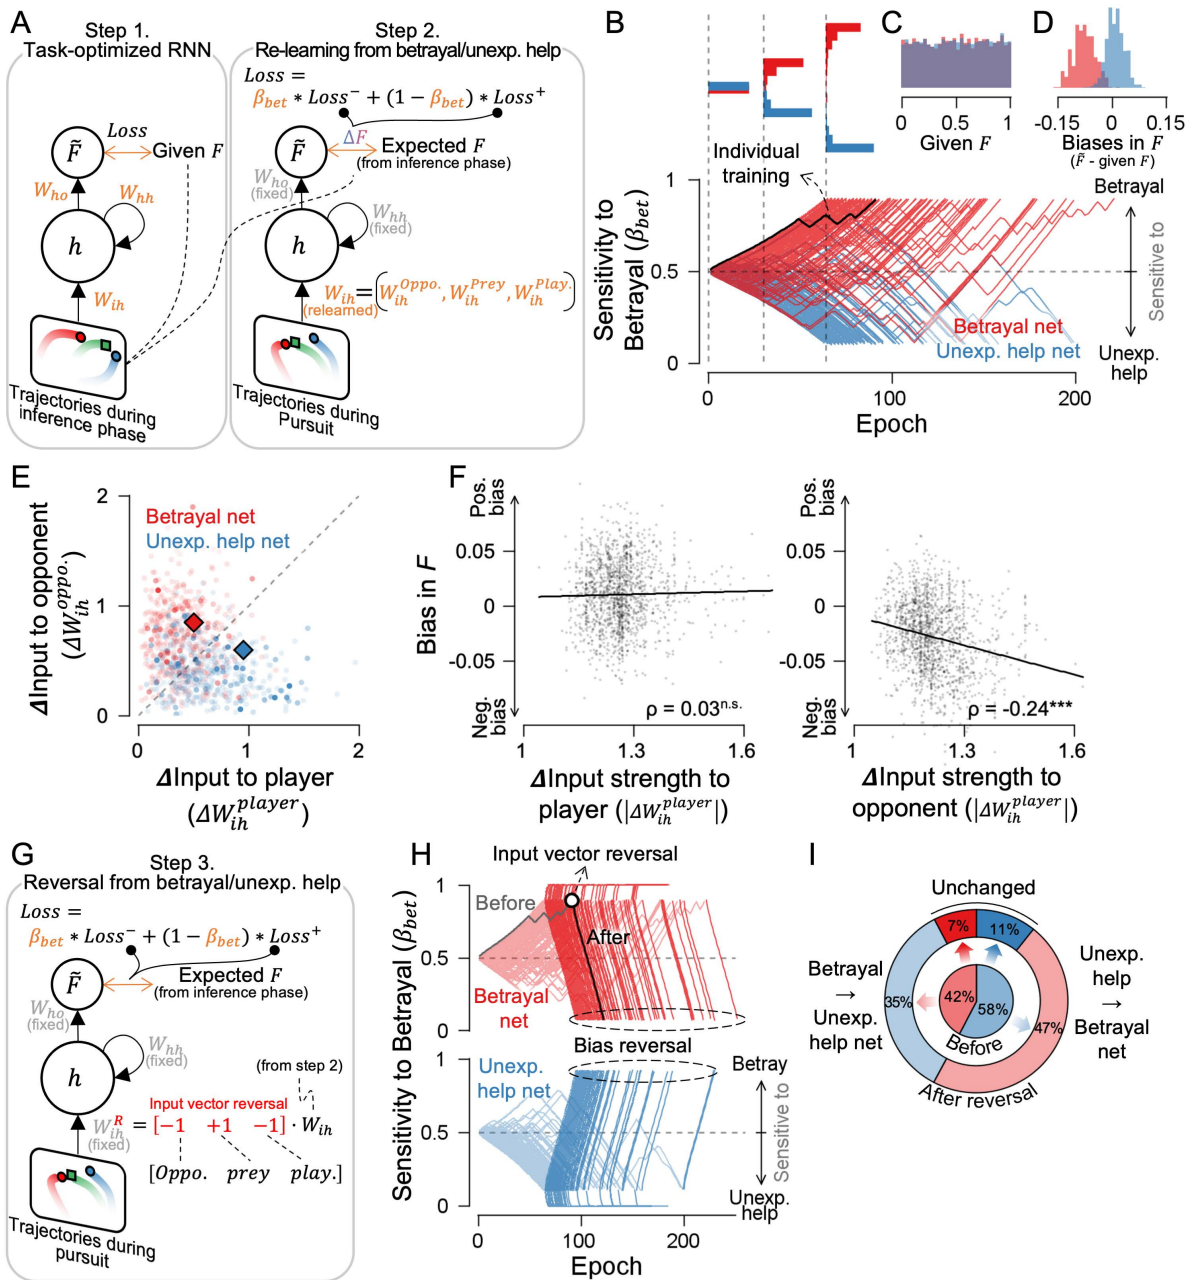 A
Step 1.
Task-optimized RNN
F̃
Loss
Given F
W_ho
W_hh
h
W_ih
Trajectories during
inference phase
Step 2.
Re-learning from betrayal/unexp. help
Loss =
β_bet * Loss⁻ + (1 − β_bet) * Loss⁺
ΔF
F̃
Expected F
(from inference phase)
W_ho
(fixed)
W_hh
(fixed)
h
W_ih = (W_ih^Oppo., W_ih^Prey, W_ih^Play.)
(relearned)
Trajectories during
Pursuit
B
Individual
training
Sensitivity to
Betrayal (β_bet)
1
0.5
0
Betrayal net
Unexp. help net
Betrayal
Sensitive to
Unexp.
help
0
100
200
Epoch
C
0
0.5
1
Given F
D
-0.15
0
0.15
Biases in F
(F̃ - given F)
E
ΔInput to opponent
(ΔW_ih^oppo.)
2
1
0
Betrayal net
Unexp. help net
0
1
2
ΔInput to player
(ΔW_ih^player)
F
Bias in F
Pos.
bias
0.05
0
-0.05
Neg.
bias
ρ = 0.03^n.s.
1
1.3
1.6
ΔInput strength to
player (|ΔW_ih^player|)
Pos.
bias
0.05
0
-0.05
Neg.
bias
ρ = -0.24***
1
1.3
1.6
ΔInput strength to
opponent (|ΔW_ih^player|)
G
Step 3.
Reversal from betrayal/unexp. help
Loss =
β_bet * Loss⁻ + (1 − β_bet) * Loss⁺
F̃
Expected F
(from inference phase)
W_ho
(fixed)
W_hh
(fixed)
h
(from step 2)
Input vector reversal
W_ih^R = [−1 +1 −1] · W_ih
(fixed)
[Oppo. prey play.]
Trajectories during
pursuit
H
Input vector reversal
Sensitivity to Betrayal (β_bet)
1
0.5
0
Before
After
Betrayal
net
Bias reversal
1
0.5
0
Unexp.
help net
Betray
Sensitive to
Unexp.
help
0
100
200
Epoch
I
Unchanged
7%
11%
Betrayal
→
Unexp.
help net
35%
42%
58%
47%
Before
After reversal
Unexp.
help
→
Betrayal
net